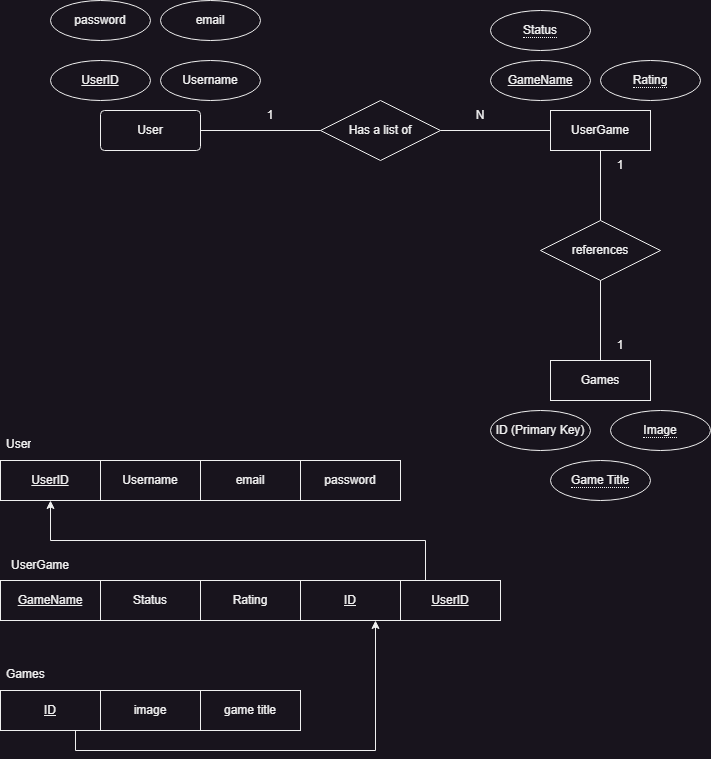 password
email
Status
UserID
Username
GameName
Rating
User
1
Has a list of
N
UserGame
1
references
1
Games
ID (Primary Key)
Image
Game Title
User
UserID
Username
email
password
UserGame
GameName
Status
Rating
ID
UserID
Games
ID
image
game title